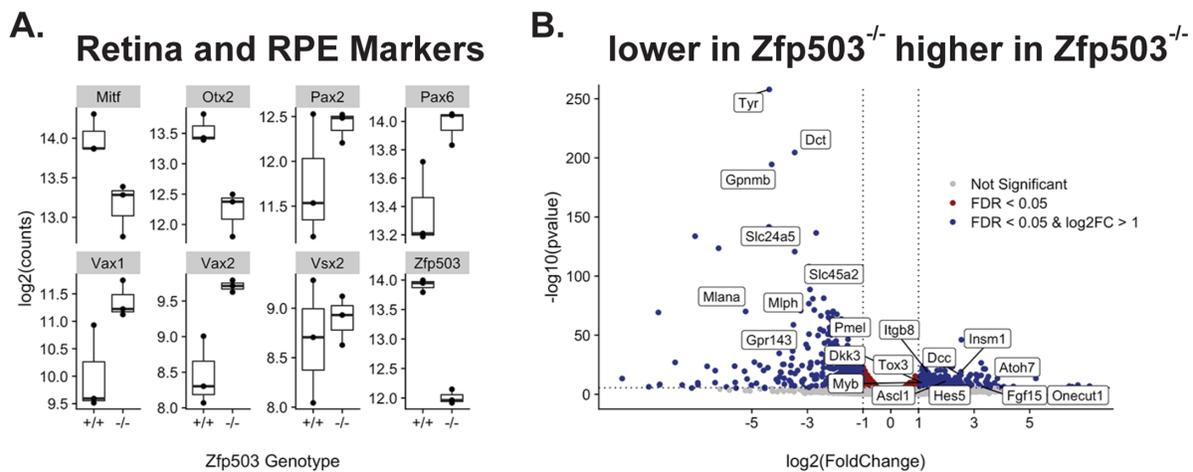 A.
Retina and RPE Markers
Mitf
Otx2
Pax2
Pax6
14.0
13.5
13.0
13.5
13.0
12.5
12.0
12.5
12.0
11.5
14.0
13.8
13.6
13.4
13.2
Vax1
Vax2
Vsx2
Zfp503
11.5
11.0
10.5
10.0
9.5
9.5
9.0
8.5
8.0
9.0
8.5
8.0
14.0
13.5
13.0
12.5
12.0
+/+ -/- +/+ -/- +/+ -/- +/+ -/-
log2(counts)
Zfp503 Genotype
B.
lower in Zfp503-/- higher in Zfp503-/-
250
200
150
100
50
0
-log10(pvalue)
Tyr
Dct
Gpnmb
Not Significant
FDR < 0.05
FDR < 0.05 & log2FC > 1
Slc24a5
Slc45a2
Mlana
Mlph
Pmel
Itgb8
Gpr143
Insm1
Dkk3
Tox3
Dcc
Atoh7
Myb
Ascl1
Hes5
Fgf15
Onecut1
-5 -3 -1 0 1 3 5
log2(FoldChange)